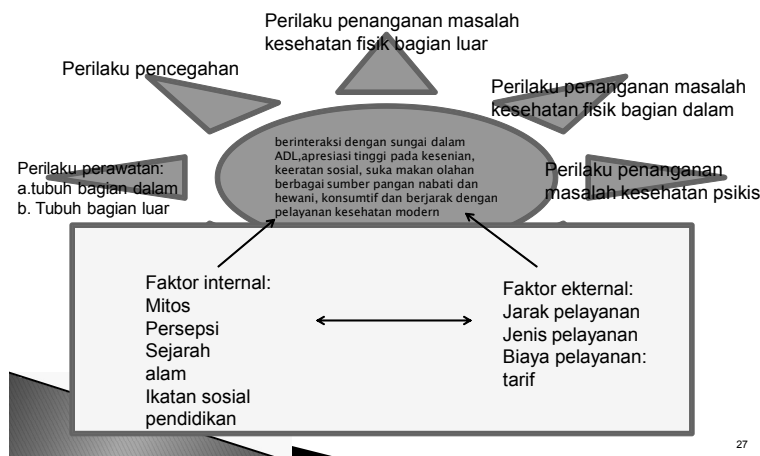 Perilaku penanganan masalah
kesehatan fisik bagian luar
Perilaku pencegahan
Perilaku penanganan masalah
kesehatan fisik bagian dalam
Perilaku perawatan:
a.tubuh bagian dalam
b. Tubuh bagian luar
berinteraksi dengan sungai dalam
ADL,apresiasi tinggi pada kesenian,
keeratan sosial, suka makan olahan
berbagai sumber pangan nabati dan
hewani, konsumtif dan berjarak dengan
pelayanan kesehatan modern
Perilaku penanganan
masalah kesehatan psikis
Faktor internal:
Mitos
Persepsi
Sejarah
alam
Ikatan sosial
pendidikan
Faktor ekternal:
Jarak pelayanan
Jenis pelayanan
Biaya pelayanan:
tarif
27